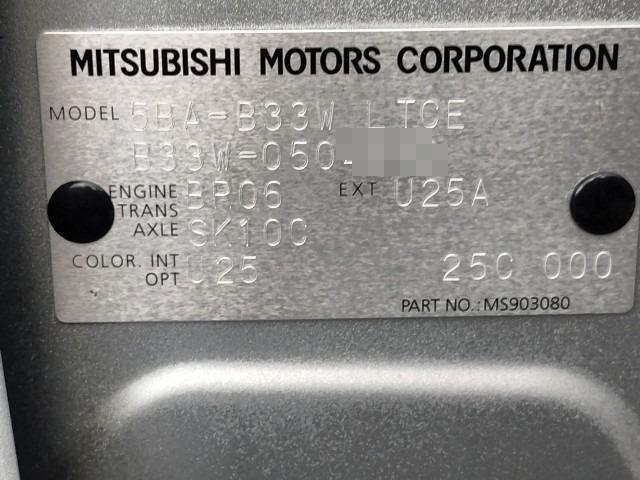 MITSUBISHI MOTORS CORPORATION
MODEL 5BA-B33W LTCE
B33W-050
ENGINE BR06 EXT U25A
TRANS
AXLE SK10C
COLOR. INT U25 25C 000
OPT
PART NO.: MS903080